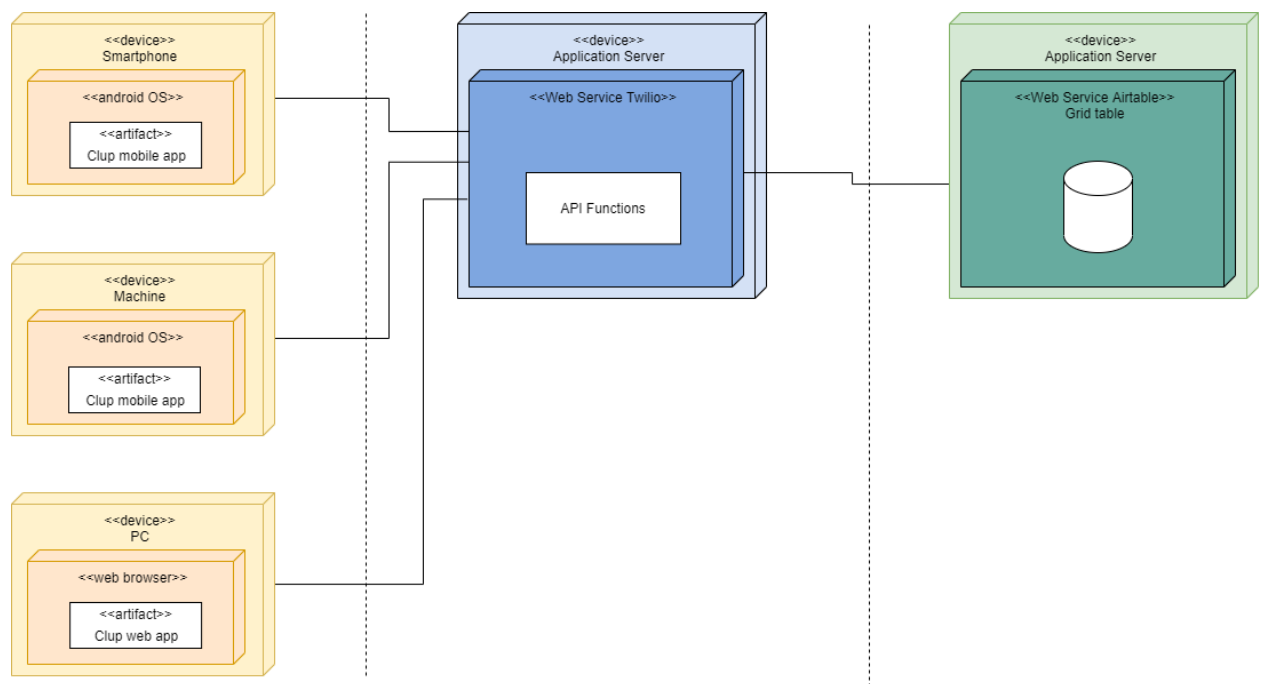 <<device>>
Smartphone
<<android OS>>
<<artifact>>
Clup mobile app
<<device>>
Machine
<<android OS>>
<<artifact>>
Clup mobile app
<<device>>
PC
<<web browser>>
<<artifact>>
Clup web app
<<device>>
Application Server
<<Web Service Twilio>>
API Functions
<<device>>
Application Server
<<Web Service Airtable>>
Grid table